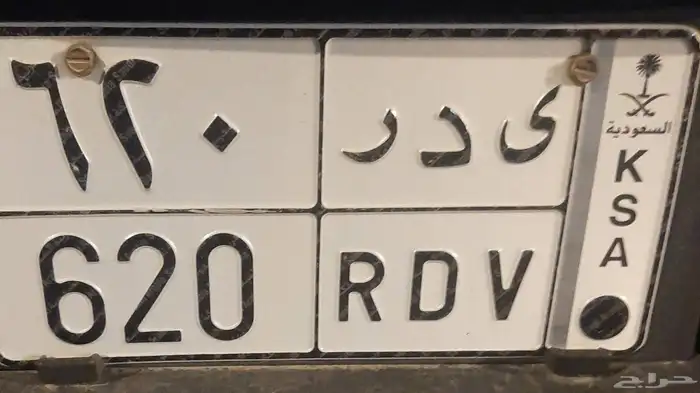 ٦٢٠ ى د ر
620 RDV
السعودية
K
S
A
حراج